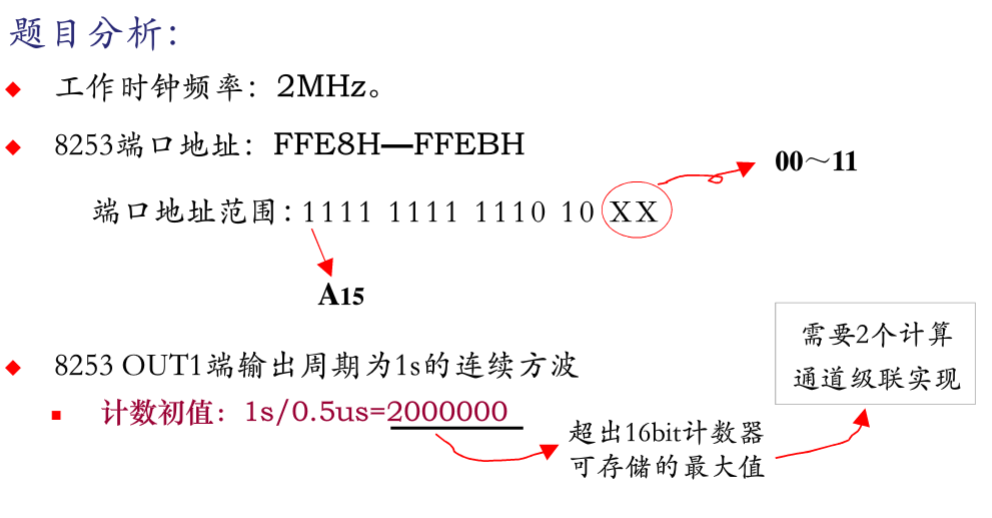 题目分析：
工作时钟频率：2MHz。
8253端口地址：FFE8H—FFEBH
00～11
端口地址范围：1111 1111 1110 10 XX
A15
8253 OUT1端输出周期为1s的连续方波
计数初值：1s/0.5us=2000000
需要2个计算
通道级联实现
超出16bit计数器
可存储的最大值